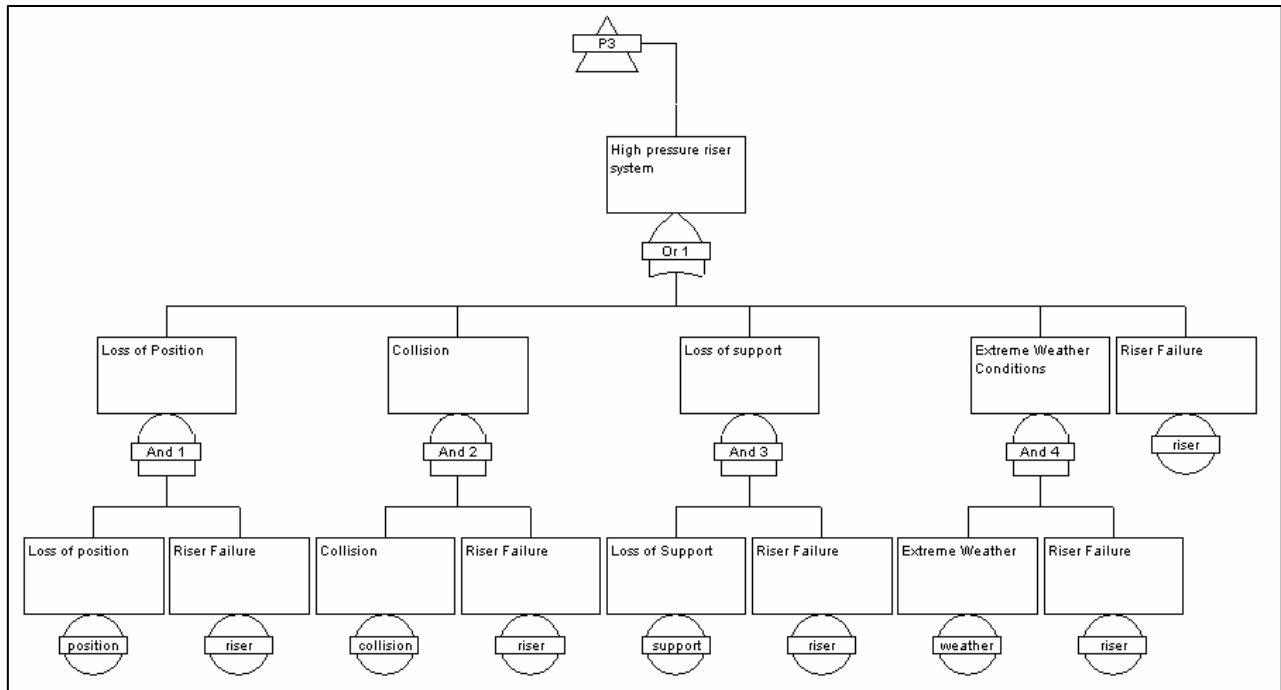 P3
High pressure riser
system
Or 1
Loss of Position
Collision
Loss of support
Extreme Weather
Conditions
Riser Failure
And 1
And 2
And 3
And 4
riser
Loss of position
Riser Failure
Collision
Riser Failure
Loss of Support
Riser Failure
Extreme Weather
Riser Failure
position
riser
collision
riser
support
riser
weather
riser